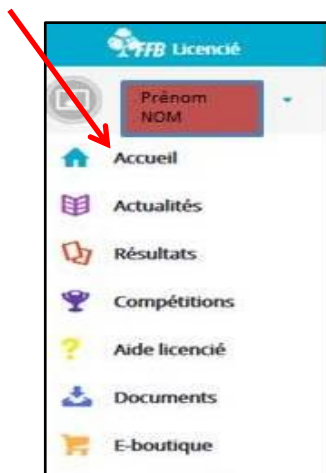 FFB Licencié
Prénom
NOM
Accueil
Actualités
Résultats
Compétitions
Aide licencié
Documents
E-boutique